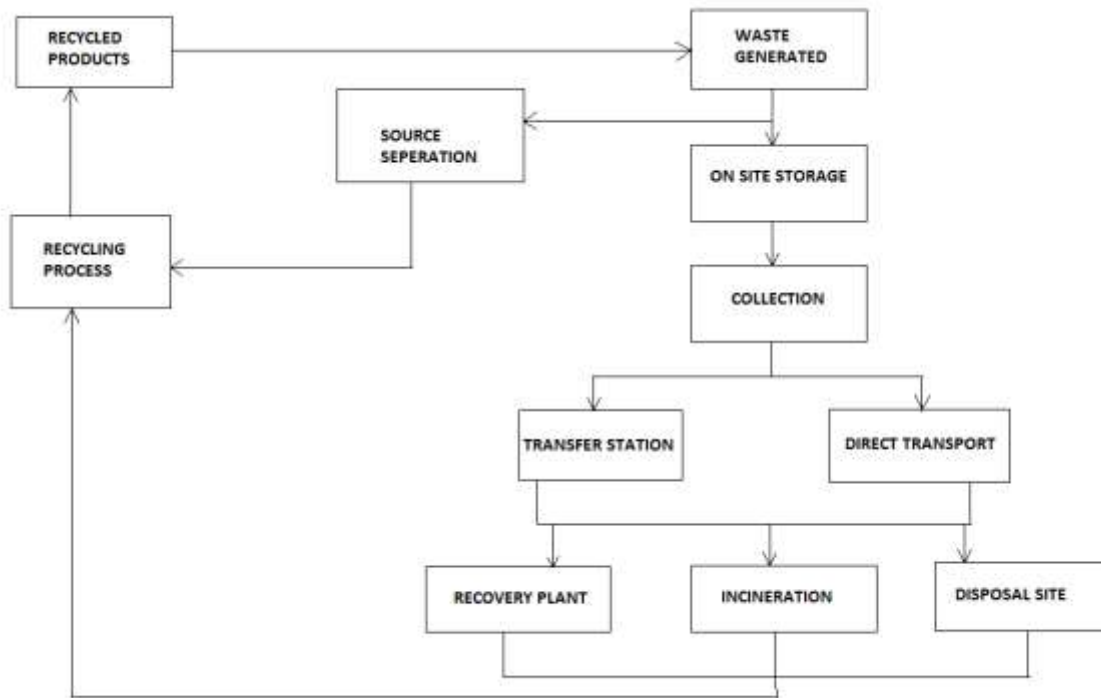 RECYCLED
PRODUCTS
WASTE
GENERATED
SOURCE
SEPERATION
ON SITE STORAGE
RECYCLING
PROCESS
COLLECTION
TRANSFER STATION
DIRECT TRANSPORT
RECOVERY PLANT
INCINERATION
DISPOSAL SITE